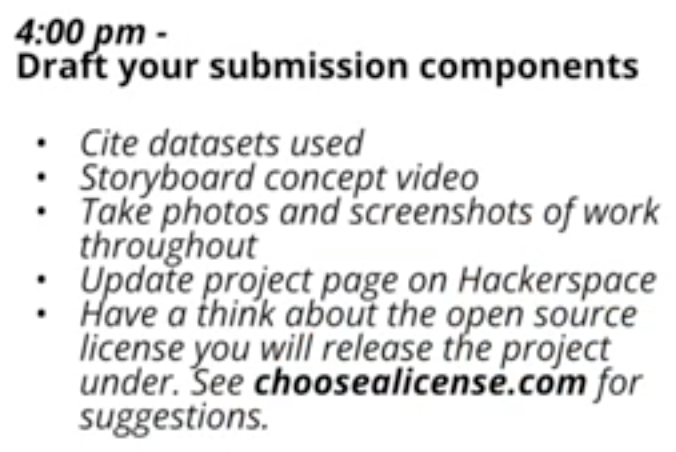 4:00 pm -
Draft your submission components
• Cite datasets used
• Storyboard concept video
• Take photos and screenshots of work
throughout
• Update project page on Hackerspace
• Have a think about the open source
license you will release the project
under. See choosealicense.com for
suggestions.